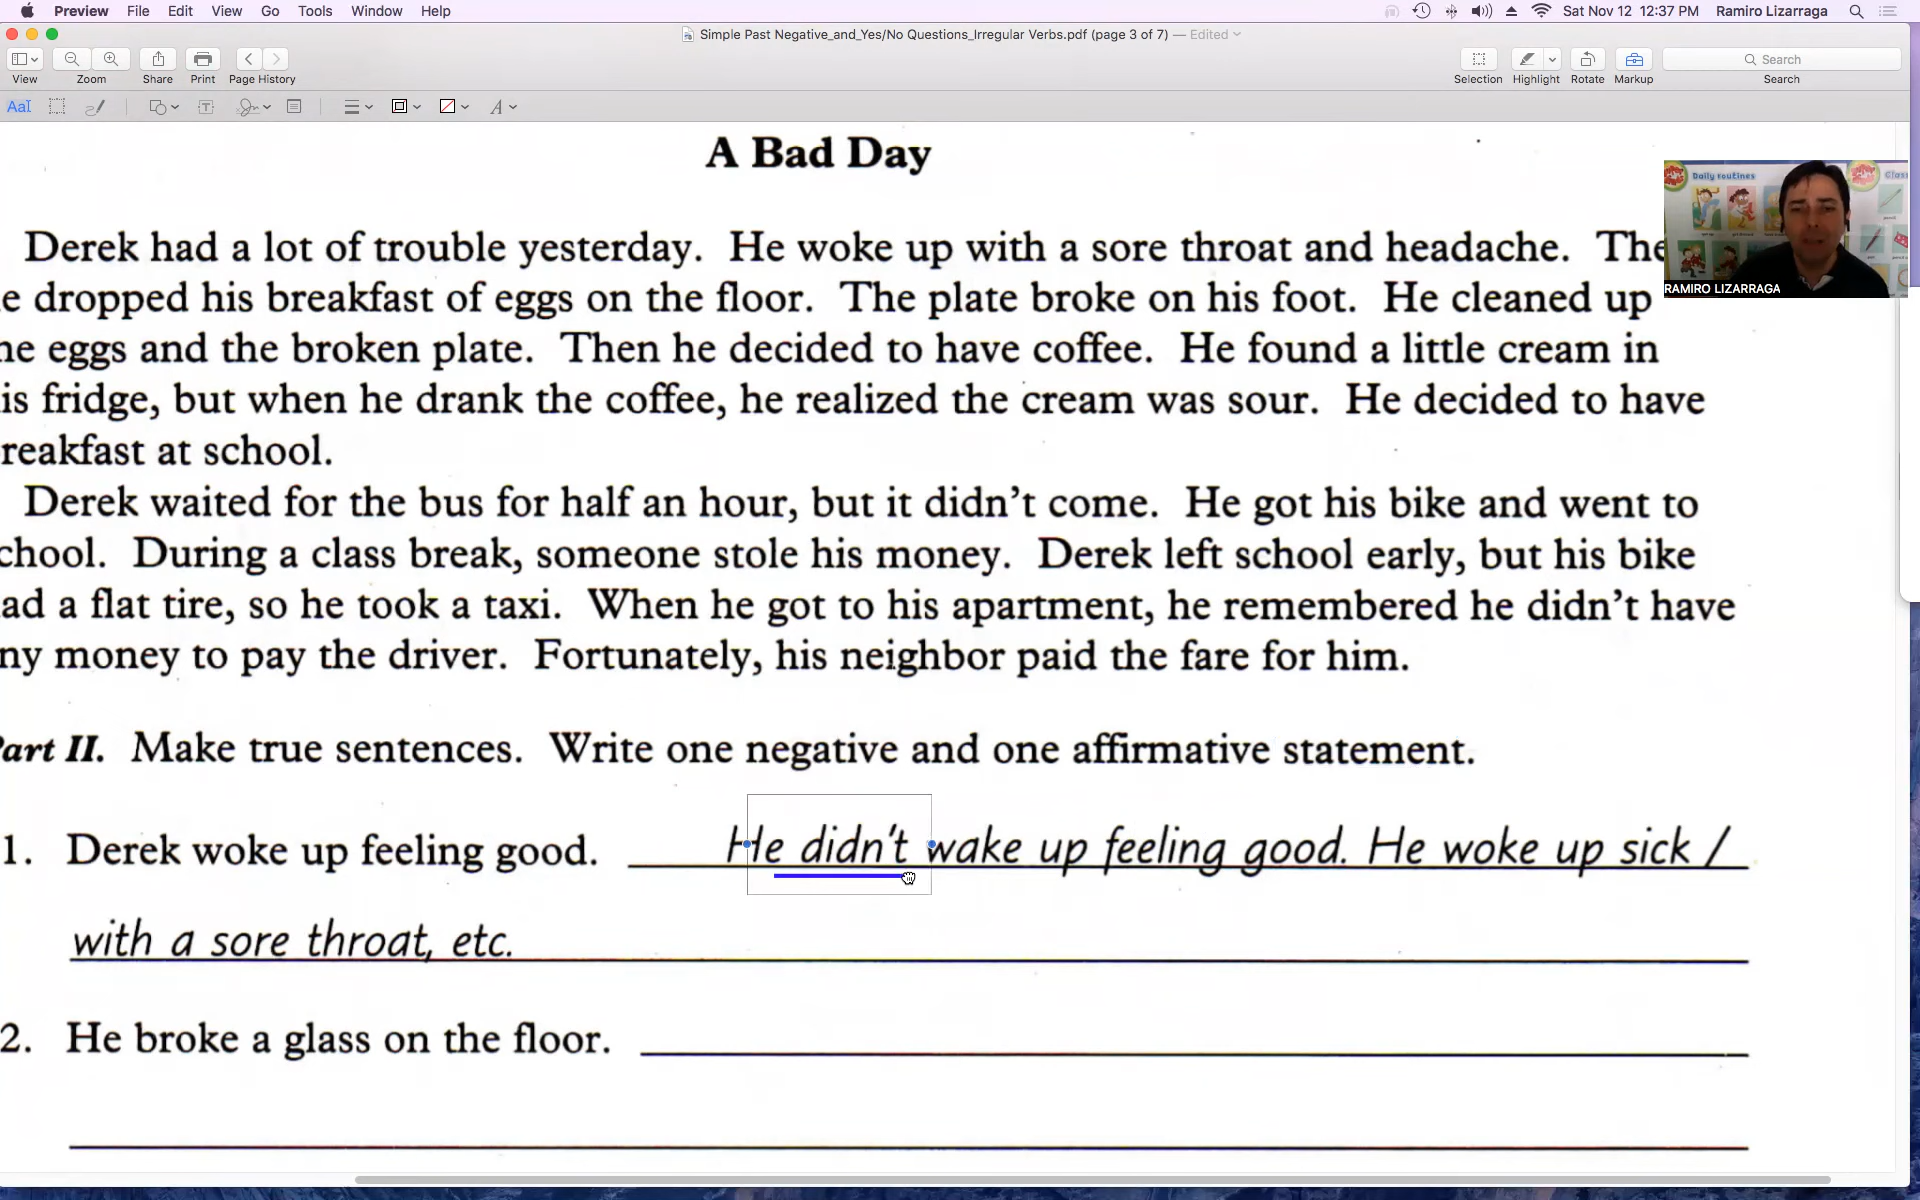 Preview File Edit View Go Tools Window Help Sat Nov 12 12:37 PM Ramiro Lizarraga
Simple Past Negative_and_Yes/No Questions_Irregular Verbs.pdf (page 3 of 7) — Edited
View Zoom Share Print Page History Selection Highlight Rotate Markup Search
Search
AaI T A
A Bad Day
Daily routines
Derek had a lot of trouble yesterday. He woke up with a sore throat and headache. The
e dropped his breakfast of eggs on the floor. The plate broke on his foot. He cleaned up
RAMIRO LIZARRAGA
he eggs and the broken plate. Then he decided to have coffee. He found a little cream in
is fridge, but when he drank the coffee, he realized the cream was sour. He decided to have
reakfast at school.
Derek waited for the bus for half an hour, but it didn't come. He got his bike and went to
chool. During a class break, someone stole his money. Derek left school early, but his bike
ad a flat tire, so he took a taxi. When he got to his apartment, he remembered he didn't have
ny money to pay the driver. Fortunately, his neighbor paid the fare for him.
art II. Make true sentences. Write one negative and one affirmative statement.
1. Derek woke up feeling good. He didn't wake up feeling good. He woke up sick /
with a sore throat, etc.
2. He broke a glass on the floor.